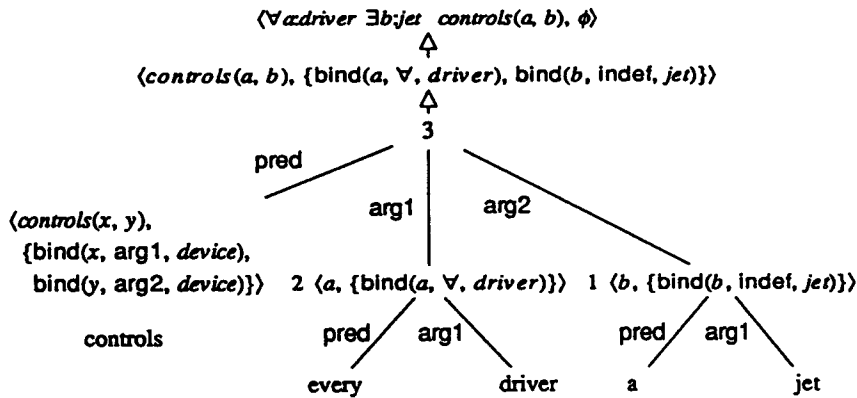 ⟨∀a:driver ∃b:jet controls(a, b), ϕ⟩
⟨controls(a, b), {bind(a, ∀, driver), bind(b, indef, jet)}⟩
3
pred
arg1
arg2
⟨controls(x, y),
{bind(x, arg1, device),
bind(y, arg2, device)}⟩
2 ⟨a, {bind(a, ∀, driver)}⟩
1 ⟨b, {bind(b, indef, jet)}⟩
controls
pred
arg1
pred
arg1
every
driver
a
jet